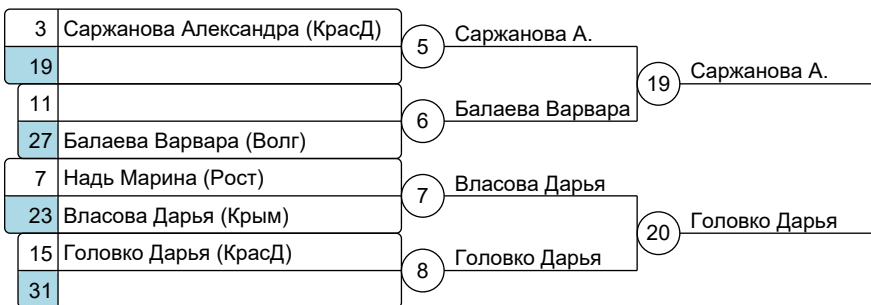 3 Саржанова Александра (КрасД)
19
11
27 Балаева Варвара (Волг)
7 Надь Марина (Рост)
23 Власова Дарья (Крым)
15 Головко Дарья (КрасД)
31
5 Саржанова А.
6 Балаева Варвара
7 Власова Дарья
8 Головко Дарья
19 Саржанова А.
20 Головко Дарья